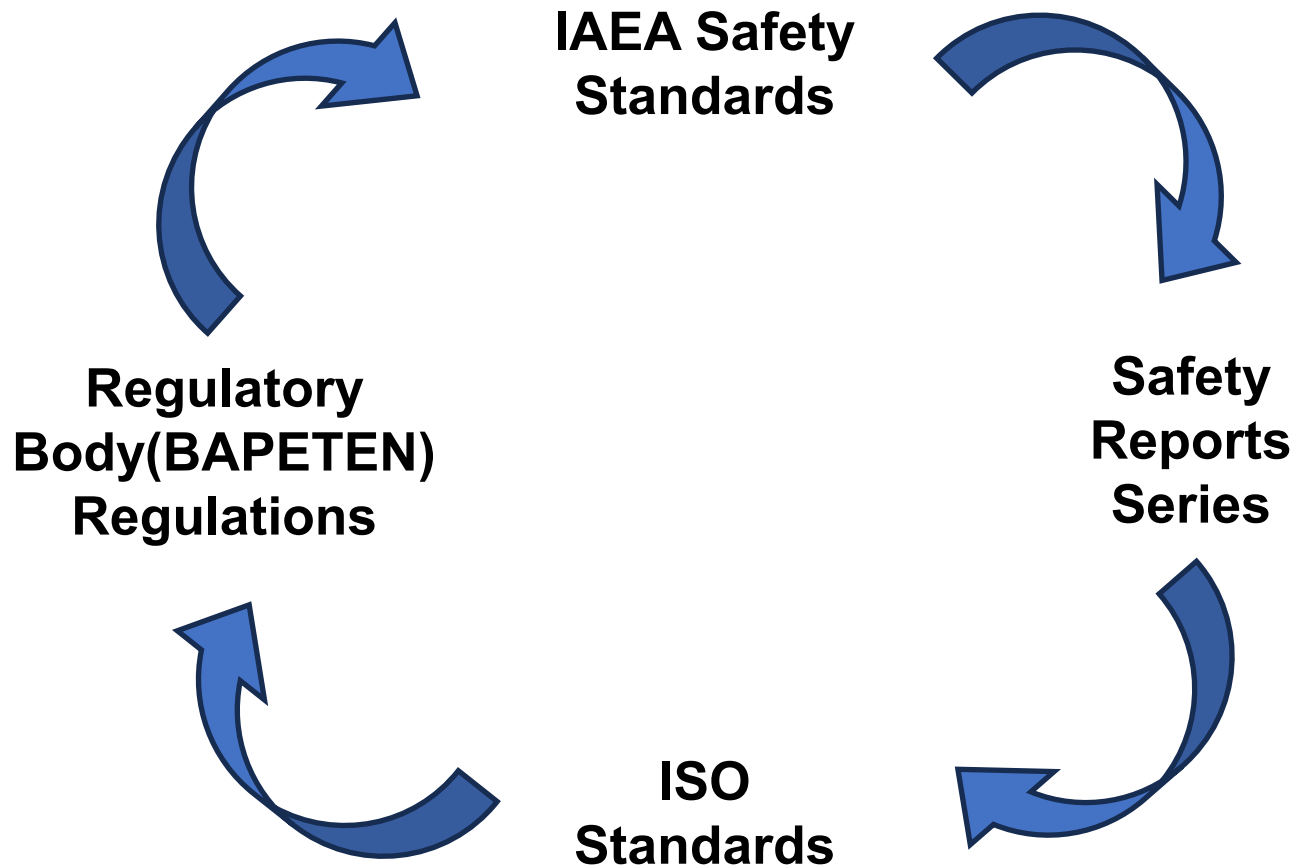 IAEA Safety
Standards
Safety
Reports
Series
ISO
Standards
Regulatory
Body(BAPETEN)
Regulations